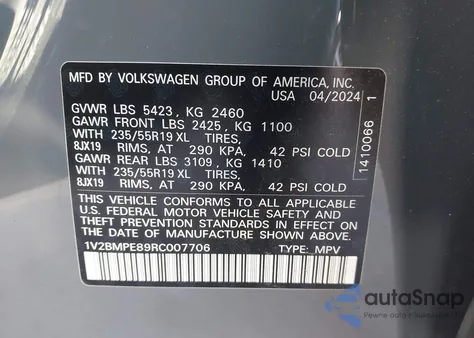 MFD BY VOLKSWAGEN GROUP OF AMERICA, INC.
USA 04/2024
GVWR LBS 5423, KG 2460
GAWR FRONT LBS 2425, KG 1100
WITH 235/55R19 XL TIRES,
8JX19 RIMS, AT 290 KPA, 42 PSI COLD
GAWR REAR LBS 3109, KG 1410
WITH 235/55R19 XL TIRES,
8JX19 RIMS, AT 290 KPA, 42 PSI COLD
THIS VEHICLE CONFORMS TO ALL APPLICABLE
U.S. FEDERAL MOTOR VEHICLE SAFETY STANDARDS
IN EFFECT ON THE DATE OF MANUFACTURE SHOWN ABOVE.
1V2BMPE89RC007706 TYPE: MPV
1410066 1
autoSnap